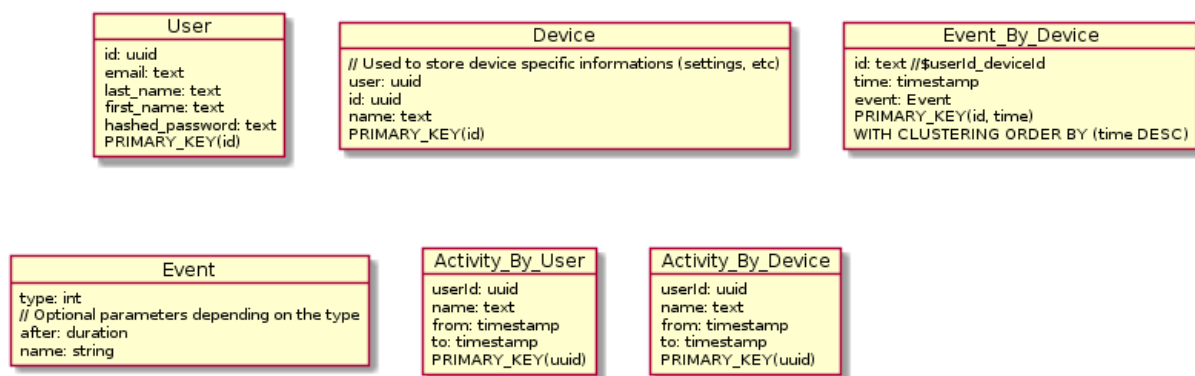 User
id: uuid
email: text
last_name: text
first_name: text
hashed_password: text
PRIMARY_KEY(id)
Device
// Used to store device specific informations (settings, etc)
user: uuid
id: uuid
name: text
PRIMARY_KEY(id)
Event_By_Device
id: text //$userId_deviceId
time: timestamp
event: Event
PRIMARY_KEY(id, time)
WITH CLUSTERING ORDER BY (time DESC)
Event
type: int
// Optional parameters depending on the type
after: duration
name: string
Activity_By_User
userId: uuid
name: text
from: timestamp
to: timestamp
PRIMARY_KEY(uuid)
Activity_By_Device
userId: uuid
name: text
from: timestamp
to: timestamp
PRIMARY_KEY(uuid)